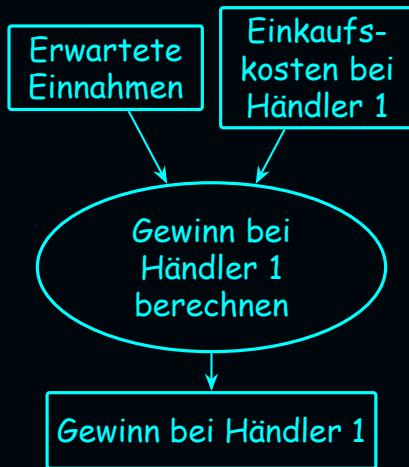 Erwartete
Einnahmen
Einkaufs-
kosten bei
Händler 1
Gewinn bei
Händler 1
berechnen
Gewinn bei Händler 1